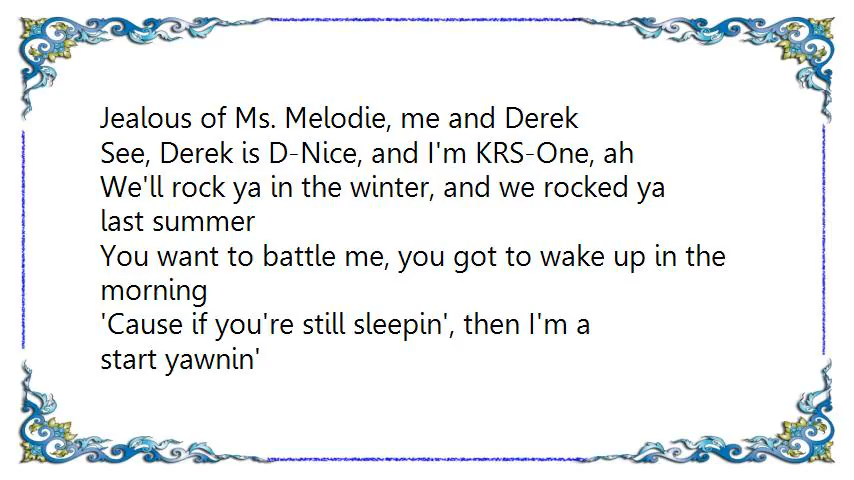 Jealous of Ms. Melodie, me and Derek
See, Derek is D-Nice, and I'm KRS-One, ah
We'll rock ya in the winter, and we rocked ya
last summer
You want to battle me, you got to wake up in the
morning
'Cause if you're still sleepin', then I'm a
start yawnin'